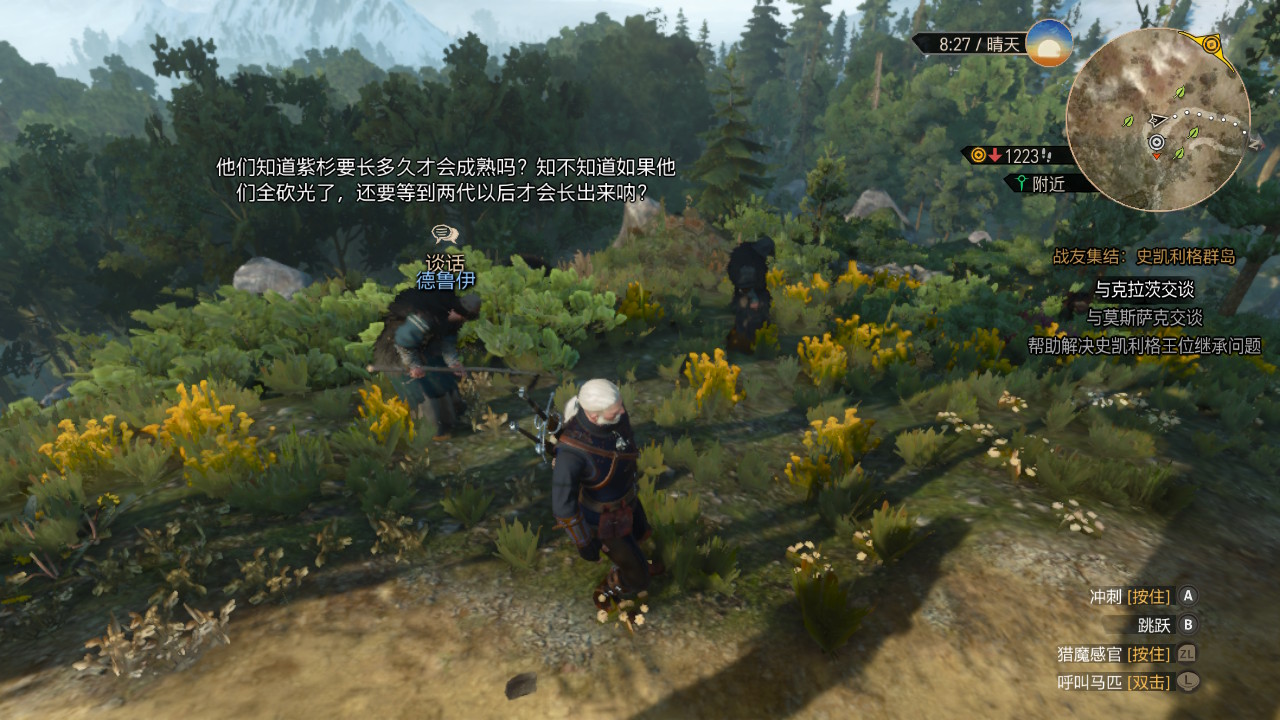 8:27 / 晴天
1223
附近
他们知道紫杉要长多久才会成熟吗？知不知道如果他
们全砍光了，还要等到两代以后才会长出来呐？
谈话
德鲁伊
战友集结：史凯利格群岛
与克拉茨交谈
与莫斯萨克交谈
帮助解决史凯利格王位继承问题
冲刺 [按住] A
跳跃 B
猎魔感官 [按住] ZL
呼叫马匹 [双击] L